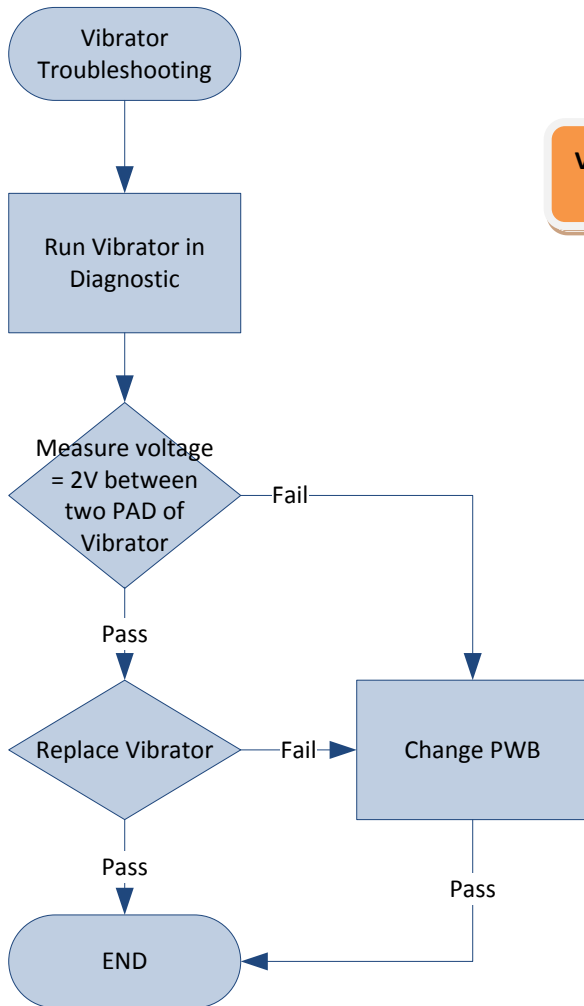 Vibrator
Troubleshooting
V
Run Vibrator in
Diagnostic
Measure voltage
= 2V between
two PAD of
Vibrator
Fail
Pass
Replace Vibrator
Fail
Change PWB
Pass
Pass
END